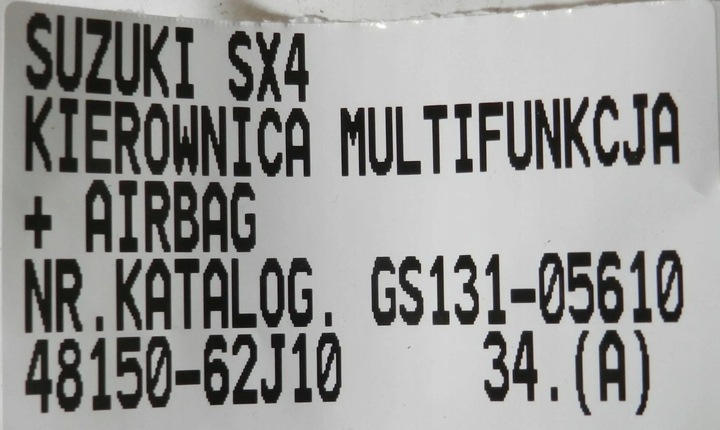 SUZUKI SX4
KIEROWNICA MULTIFUNKCJA
+ AIRBAG
NR.KATALOG. GS131-05610
48150-62J10 34.(A)